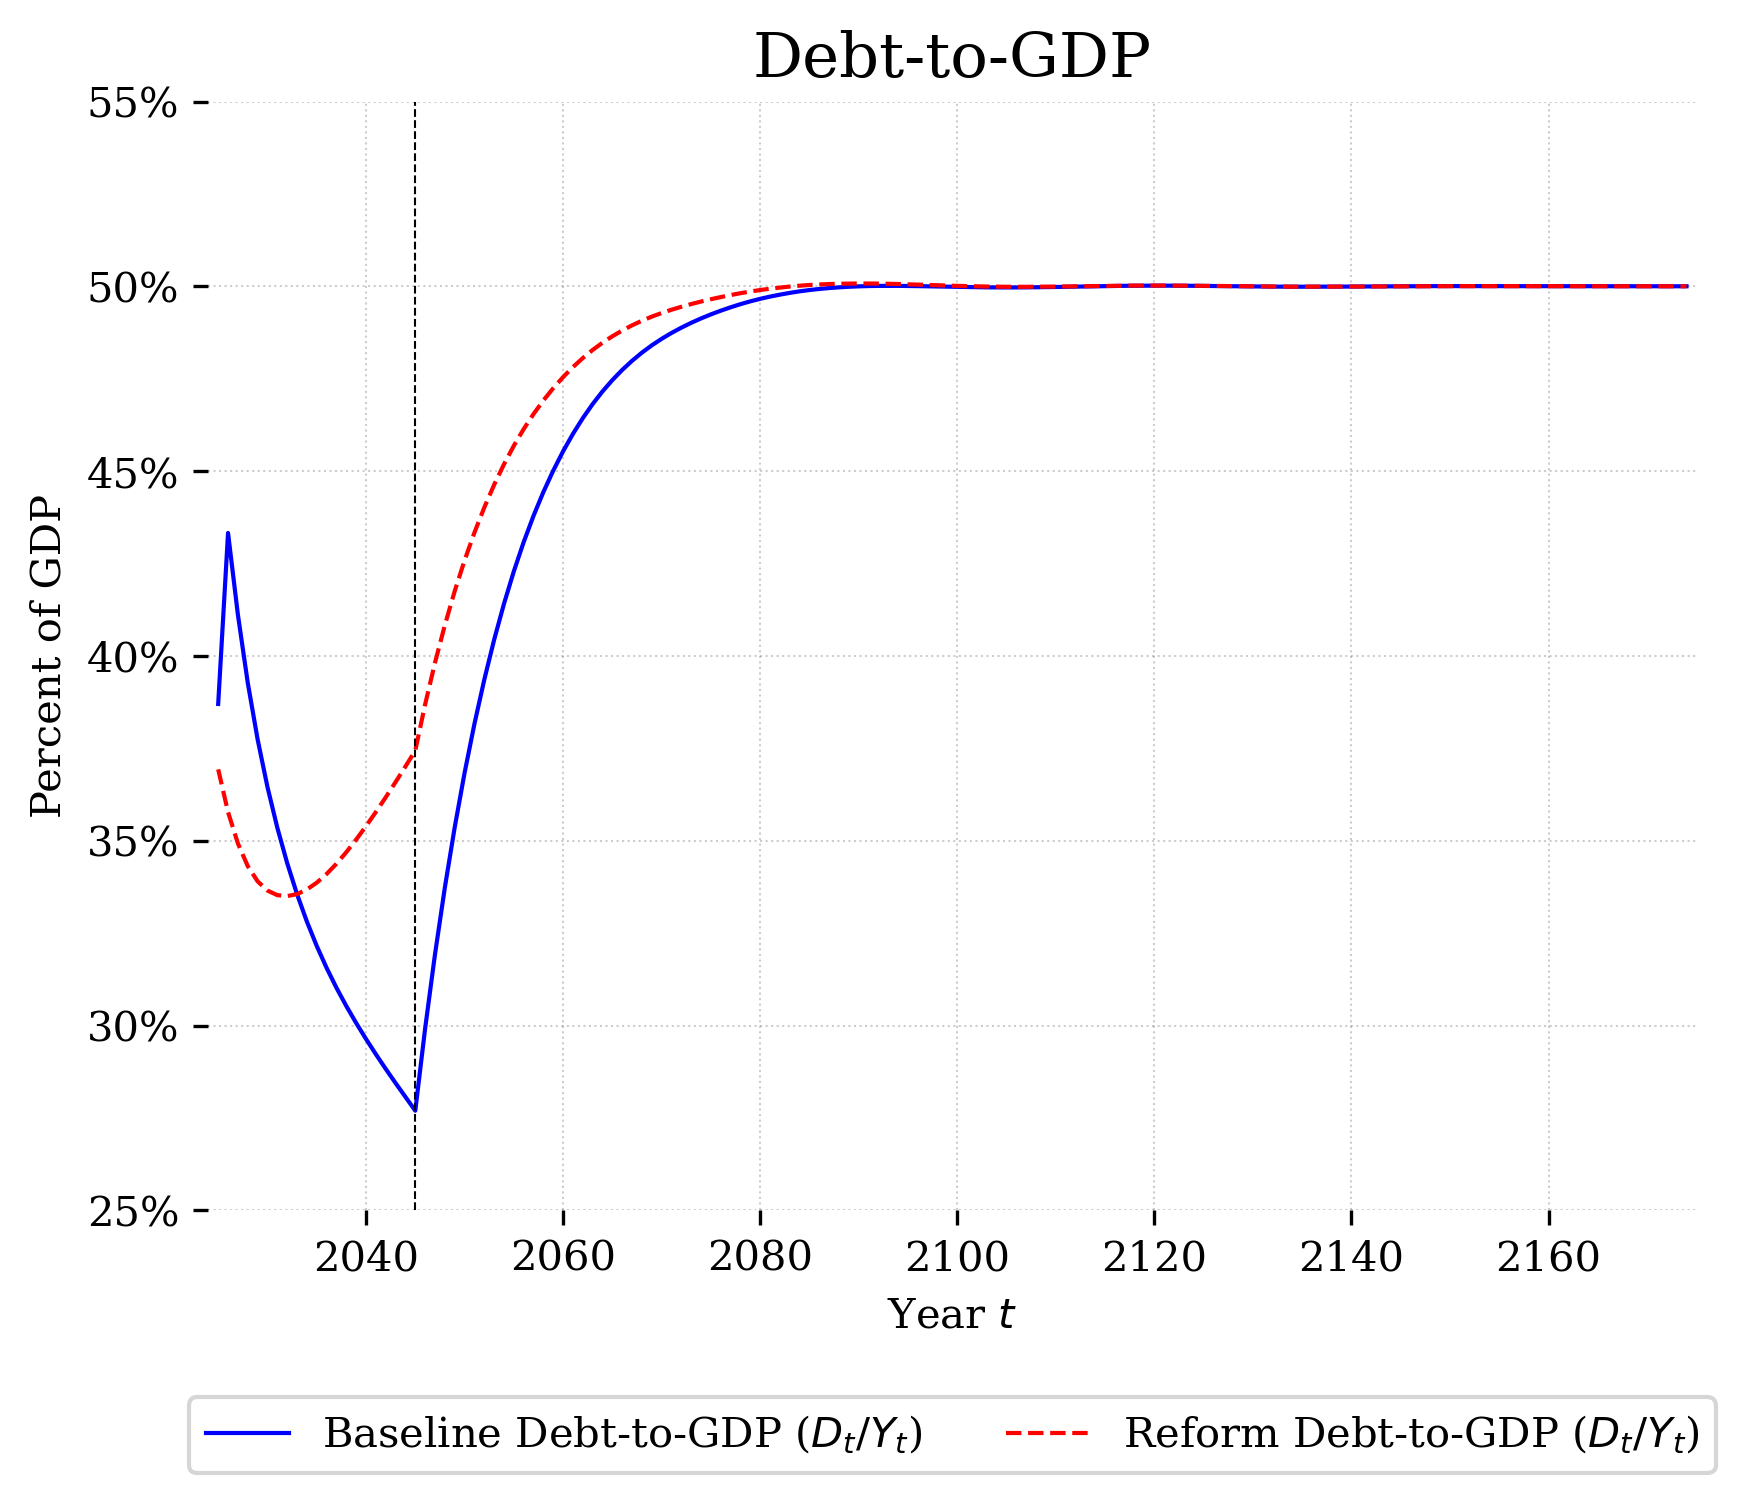 Debt-to-GDP
55%
50%
45%
40%
35%
30%
25%
Percent of GDP
2040 2060 2080 2100 2120 2140 2160
Year t
Baseline Debt-to-GDP (Dₜ/Yₜ) Reform Debt-to-GDP (Dₜ/Yₜ)